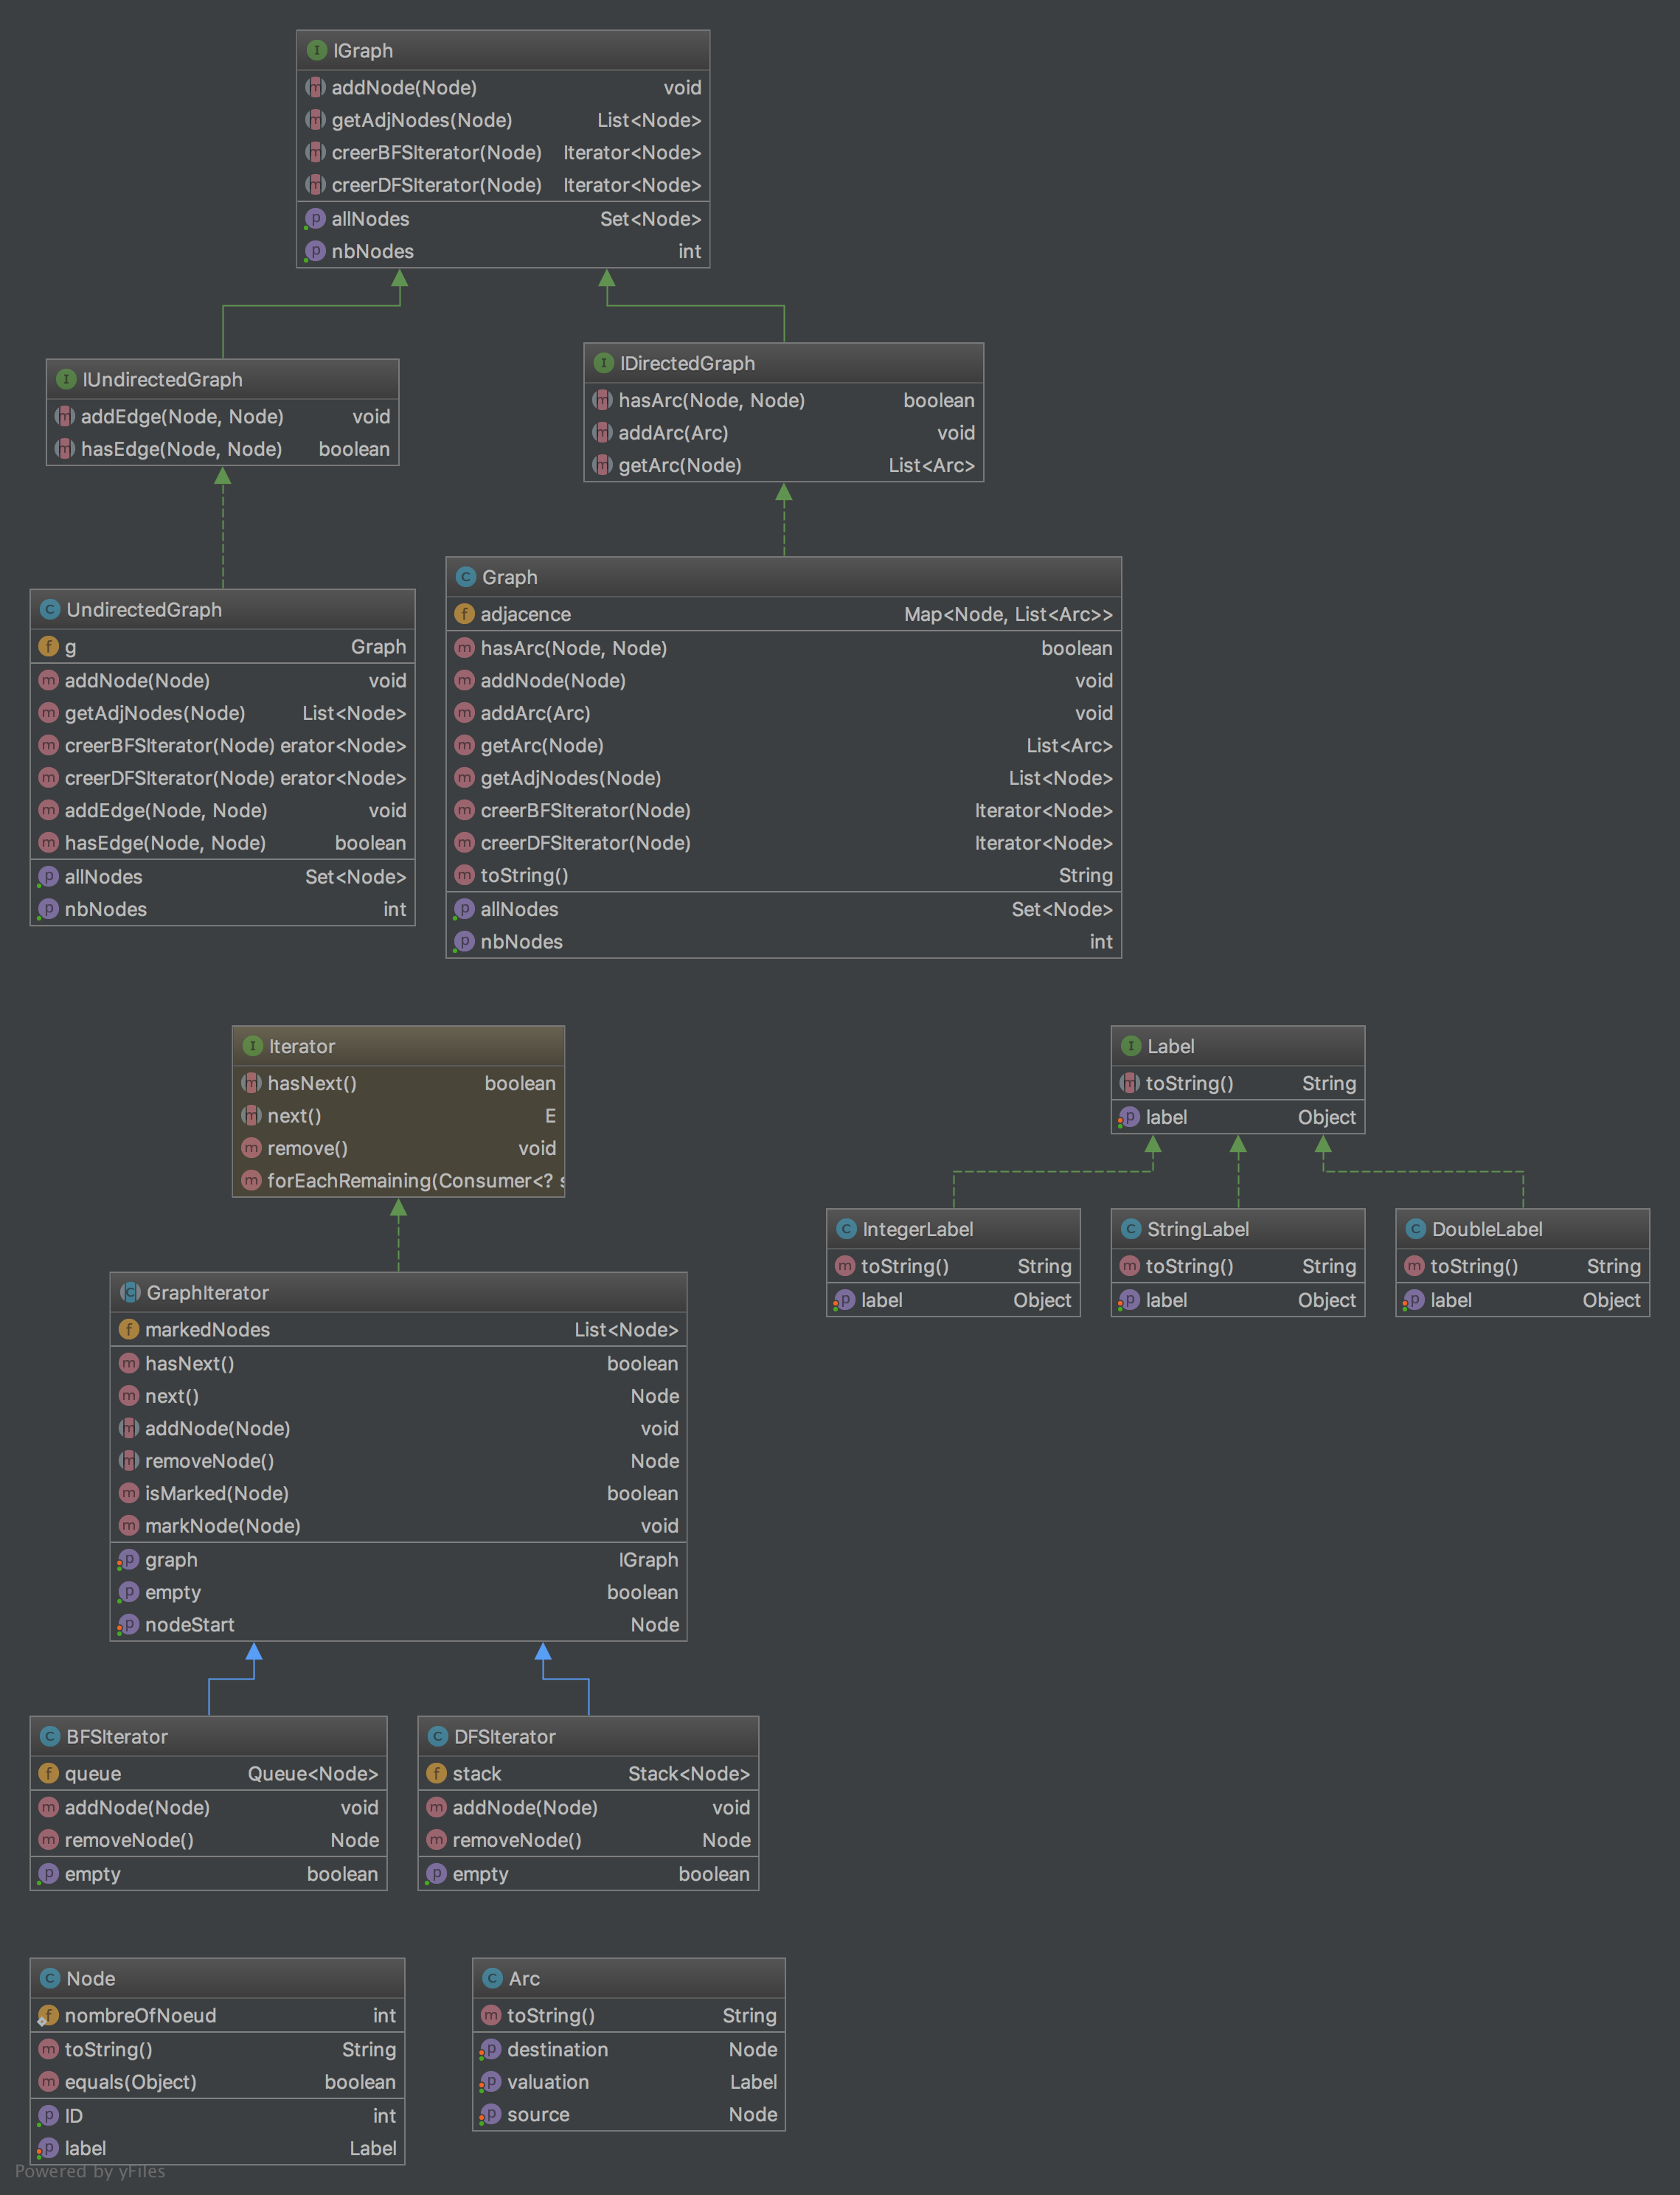 IGraph
addNode(Node) void
getAdjNodes(Node) List<Node>
creerBFSIterator(Node) Iterator<Node>
creerDFSIterator(Node) Iterator<Node>
allNodes Set<Node>
nbNodes int
IUndirectedGraph
addEdge(Node, Node) void
hasEdge(Node, Node) boolean
IDirectedGraph
hasArc(Node, Node) boolean
addArc(Arc) void
getArc(Node) List<Arc>
UndirectedGraph
g Graph
addNode(Node) void
getAdjNodes(Node) List<Node>
creerBFSIterator(Node) erator<Node>
creerDFSIterator(Node) erator<Node>
addEdge(Node, Node) void
hasEdge(Node, Node) boolean
allNodes Set<Node>
nbNodes int
Graph
adjacence Map<Node, List<Arc>>
hasArc(Node, Node) boolean
addNode(Node) void
addArc(Arc) void
getArc(Node) List<Arc>
getAdjNodes(Node) List<Node>
creerBFSIterator(Node) Iterator<Node>
creerDFSIterator(Node) Iterator<Node>
toString() String
allNodes Set<Node>
nbNodes int
Iterator
hasNext() boolean
next() E
remove() void
forEachRemaining(Consumer<? s
Label
toString() String
label Object
IntegerLabel
toString() String
label Object
StringLabel
toString() String
label Object
DoubleLabel
toString() String
label Object
GraphIterator
markedNodes List<Node>
hasNext() boolean
next() Node
addNode(Node) void
removeNode() Node
isMarked(Node) boolean
markNode(Node) void
graph IGraph
empty boolean
nodeStart Node
BFSIterator
queue Queue<Node>
addNode(Node) void
removeNode() Node
empty boolean
DFSIterator
stack Stack<Node>
addNode(Node) void
removeNode() Node
empty boolean
Node
nombreOfNoeud int
toString() String
equals(Object) boolean
ID int
label Label
Arc
toString() String
destination Node
valuation Label
source Node
Powered by yFiles